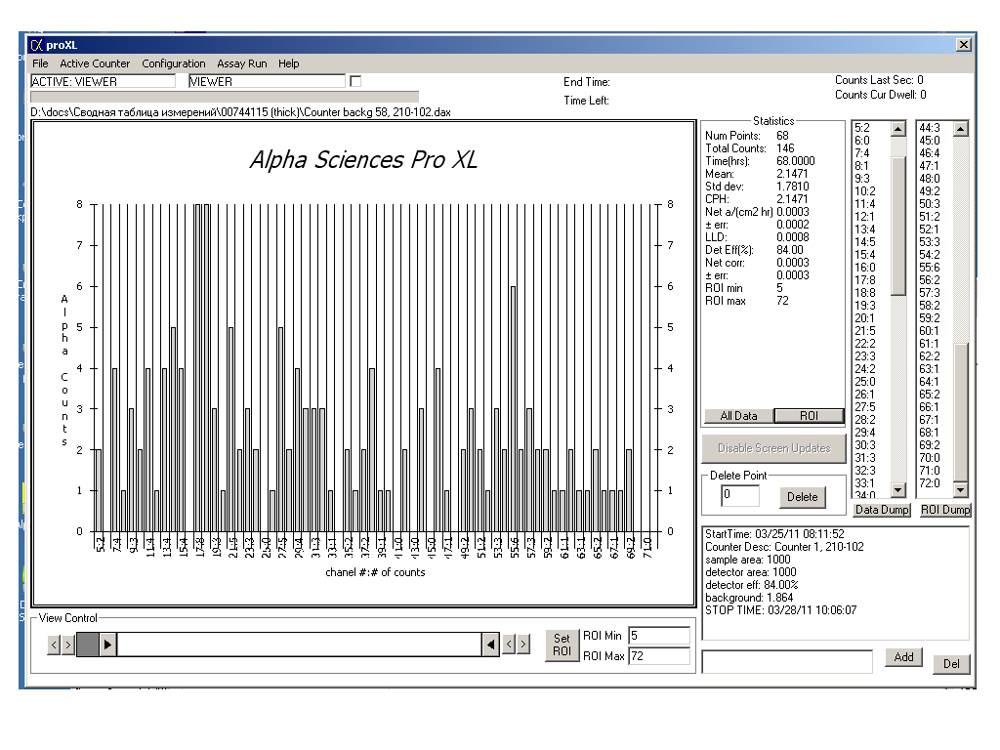 proXL
File Active Counter Configuration Assay Run Help
ACTIVE: VIEWER VIEWER
End Time:
Time Left:
Counts Last Sec: 0
Counts Cur Dwell: 0
D:\docs\Сводная таблица измерений\00744115 (thick)\Counter backg 58, 210-102.dax
Alpha Sciences Pro XL
Alpha Counts
8 8
7 7
6 6
5 5
4 4
3 3
2 2
1 1
0 0
5:2 7:4 9:3 11:4 13:4 15:4 17:8 19:3 21:5 23:3 25:0 27:5 29:4 31:3 33:1 35:2 37:2 39:1 41:0 43:0 45:0 47:1 49:2 51:2 53:3 55:6 57:3 59:2 61:1 63:1 65:2 67:1 69:2 71:0
chanel #:# of counts
Statistics
Num Points: 68
Total Counts: 146
Time(hrs): 68.0000
Mean: 2.1471
Std dev: 1.7810
CPH: 2.1471
Net a/(cm2 hr) 0.0003
± err: 0.0002
LLD: 0.0008
Det Eff(%): 84.00
Net corr: 0.0003
± err: 0.0003
ROI min 5
ROI max 72
All Data ROI
Disable Screen Updates
Delete Point
0 Delete
5:2
6:0
7:4
8:1
9:3
10:2
11:4
12:1
13:4
14:5
15:4
16:0
17:8
18:8
19:3
20:1
21:5
22:2
23:3
24:2
25:0
26:1
27:5
28:2
29:4
30:3
31:3
32:3
33:1
34:0
Data Dump
44:3
45:0
46:4
47:1
48:0
49:2
50:3
51:2
52:1
53:3
54:2
55:6
56:2
57:3
58:2
59:2
60:1
61:1
62:2
63:1
64:1
65:2
66:1
67:1
68:1
69:2
70:0
71:0
72:0
ROI Dump
StartTime: 03/25/11 08:11:52
Counter Desc: Counter 1, 210-102
sample area: 1000
detector area: 1000
detector eff: 84.00%
background: 1.864
STOP TIME: 03/28/11 10:06:07
Add
Del
View Control
< >
< >
Set ROI
ROI Min 5
ROI Max 72